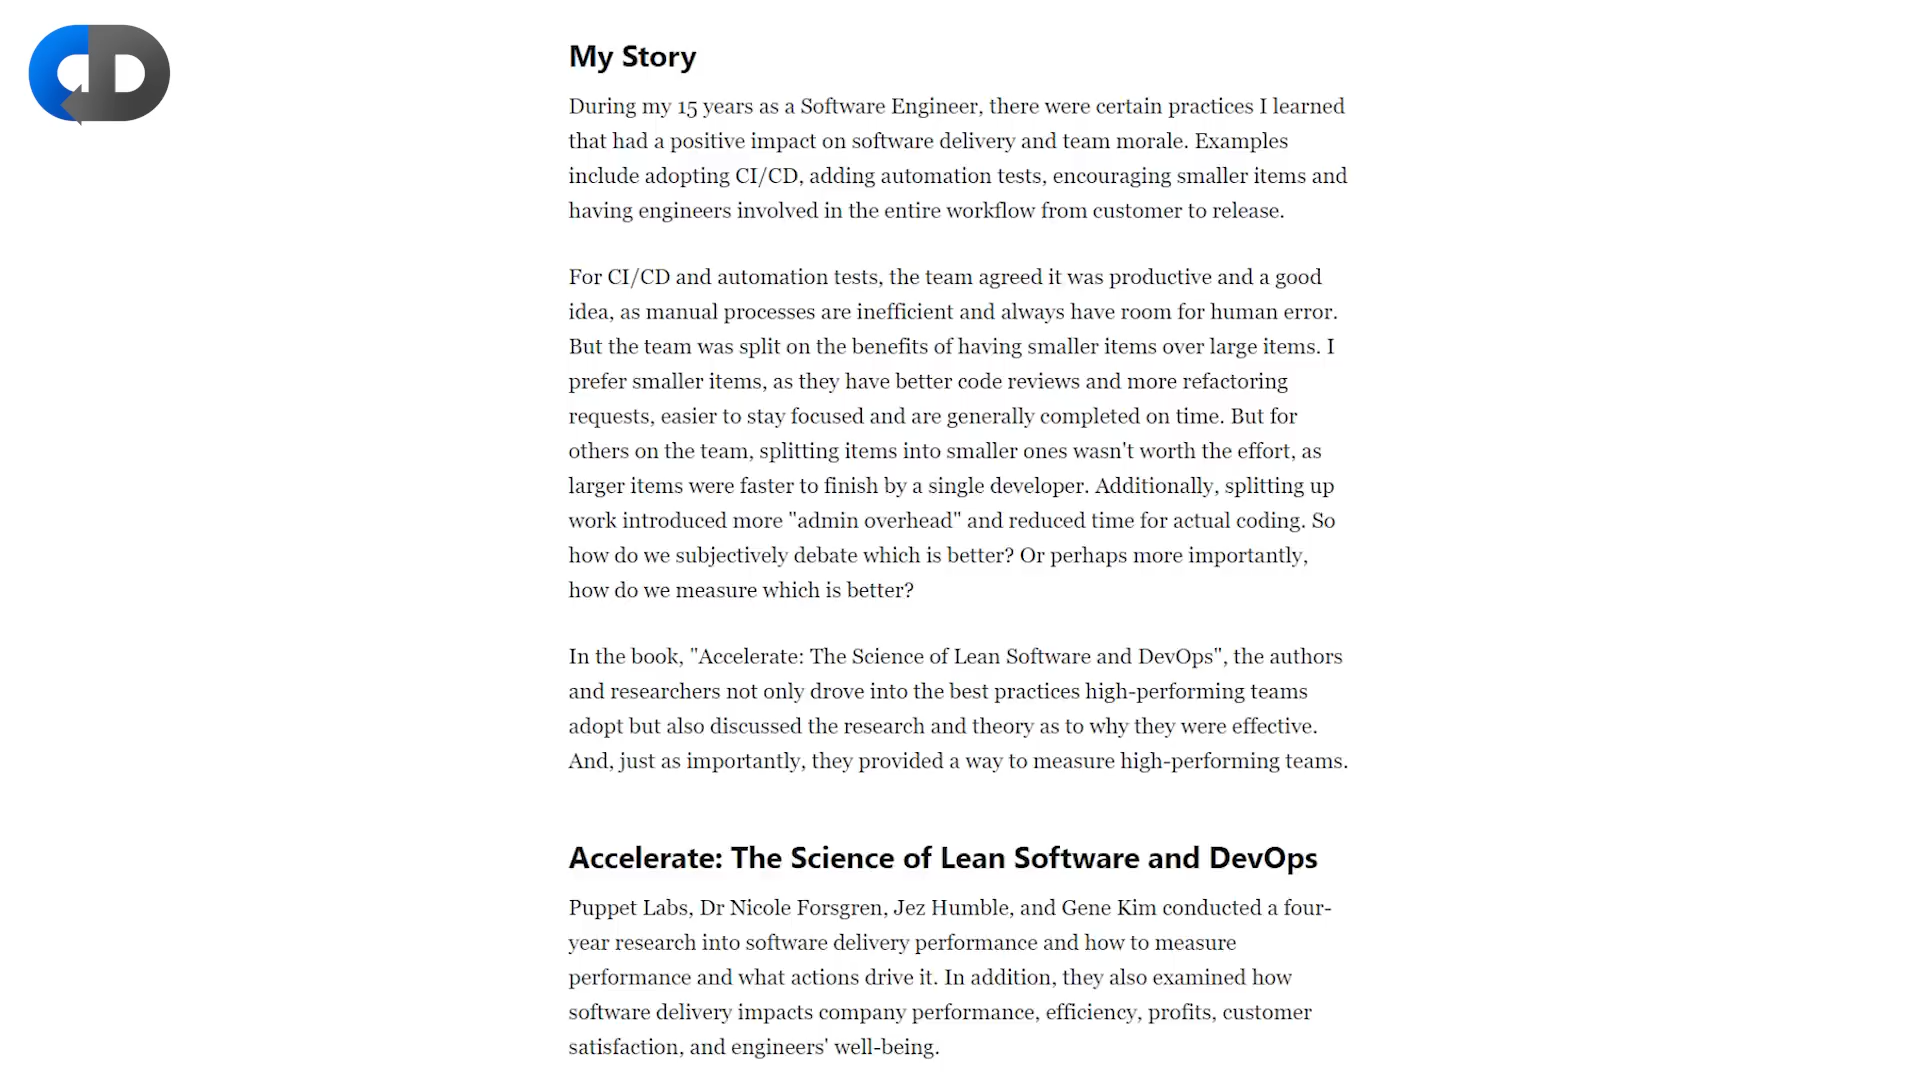 CD
My Story
During my 15 years as a Software Engineer, there were certain practices I learned
that had a positive impact on software delivery and team morale. Examples
include adopting CI/CD, adding automation tests, encouraging smaller items and
having engineers involved in the entire workflow from customer to release.
For CI/CD and automation tests, the team agreed it was productive and a good
idea, as manual processes are inefficient and always have room for human error.
But the team was split on the benefits of having smaller items over large items. I
prefer smaller items, as they have better code reviews and more refactoring
requests, easier to stay focused and are generally completed on time. But for
others on the team, splitting items into smaller ones wasn't worth the effort, as
larger items were faster to finish by a single developer. Additionally, splitting up
work introduced more "admin overhead" and reduced time for actual coding. So
how do we subjectively debate which is better? Or perhaps more importantly,
how do we measure which is better?
In the book, "Accelerate: The Science of Lean Software and DevOps", the authors
and researchers not only drove into the best practices high-performing teams
adopt but also discussed the research and theory as to why they were effective.
And, just as importantly, they provided a way to measure high-performing teams.
Accelerate: The Science of Lean Software and DevOps
Puppet Labs, Dr Nicole Forsgren, Jez Humble, and Gene Kim conducted a four-
year research into software delivery performance and how to measure
performance and what actions drive it. In addition, they also examined how
software delivery impacts company performance, efficiency, profits, customer
satisfaction, and engineers' well-being.